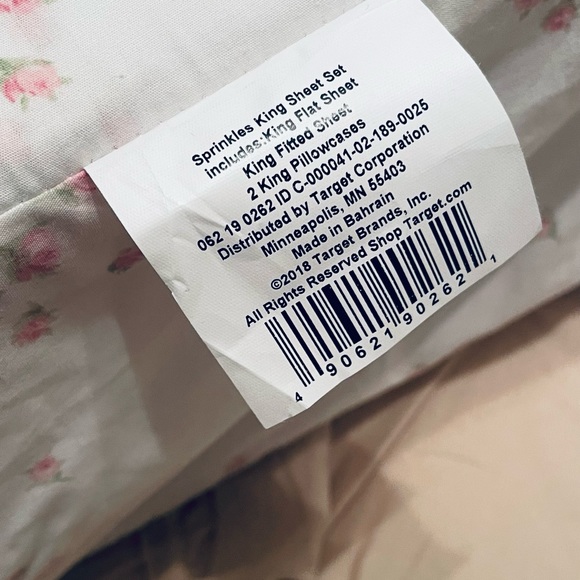 Sprinkles King Sheet Set
includes:King Flat Sheet
King Fitted Sheet
2 King Pillowcases
062 19 0262 ID C-000041-02-189-0025
Distributed by Target Corporation
Minneapolis, MN 55403
Made in Bahrain
©2018 Target Brands, Inc.
All Rights Reserved Shop Target.com
4 90621 90262 1